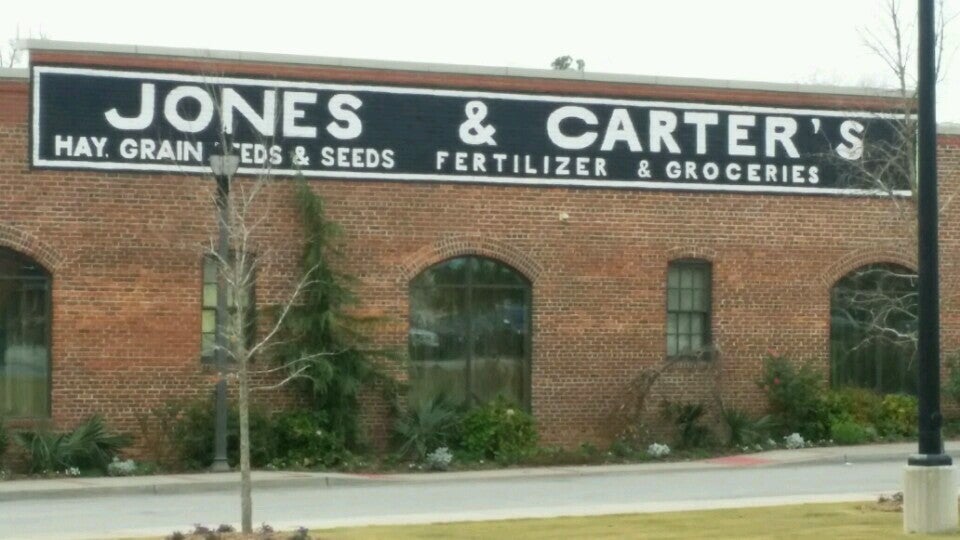 JONES & CARTER'S
HAY, GRAIN & SEEDS FERTILIZER & GROCERIES